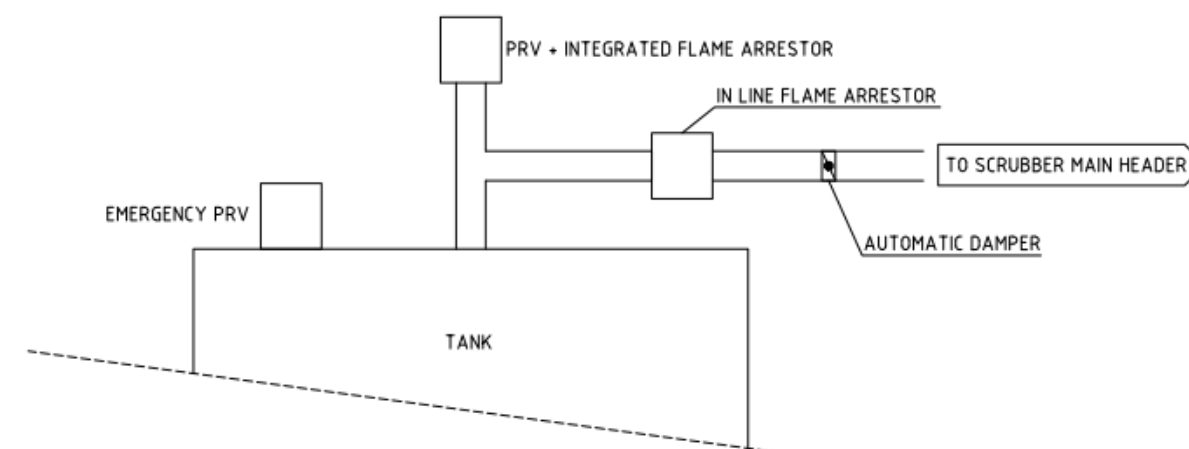 PRV + INTEGRATED FLAME ARRESTOR
IN LINE FLAME ARRESTOR
TO SCRUBBER MAIN HEADER
EMERGENCY PRV
AUTOMATIC DAMPER
TANK